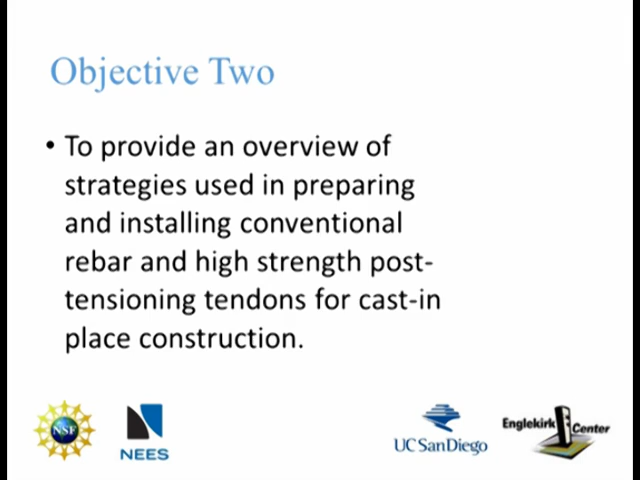 Objective Two
• To provide an overview of
strategies used in preparing
and installing conventional
rebar and high strength post-
tensioning tendons for cast-in
place construction.
NSF
NEES
UC San Diego
Englekirk Center